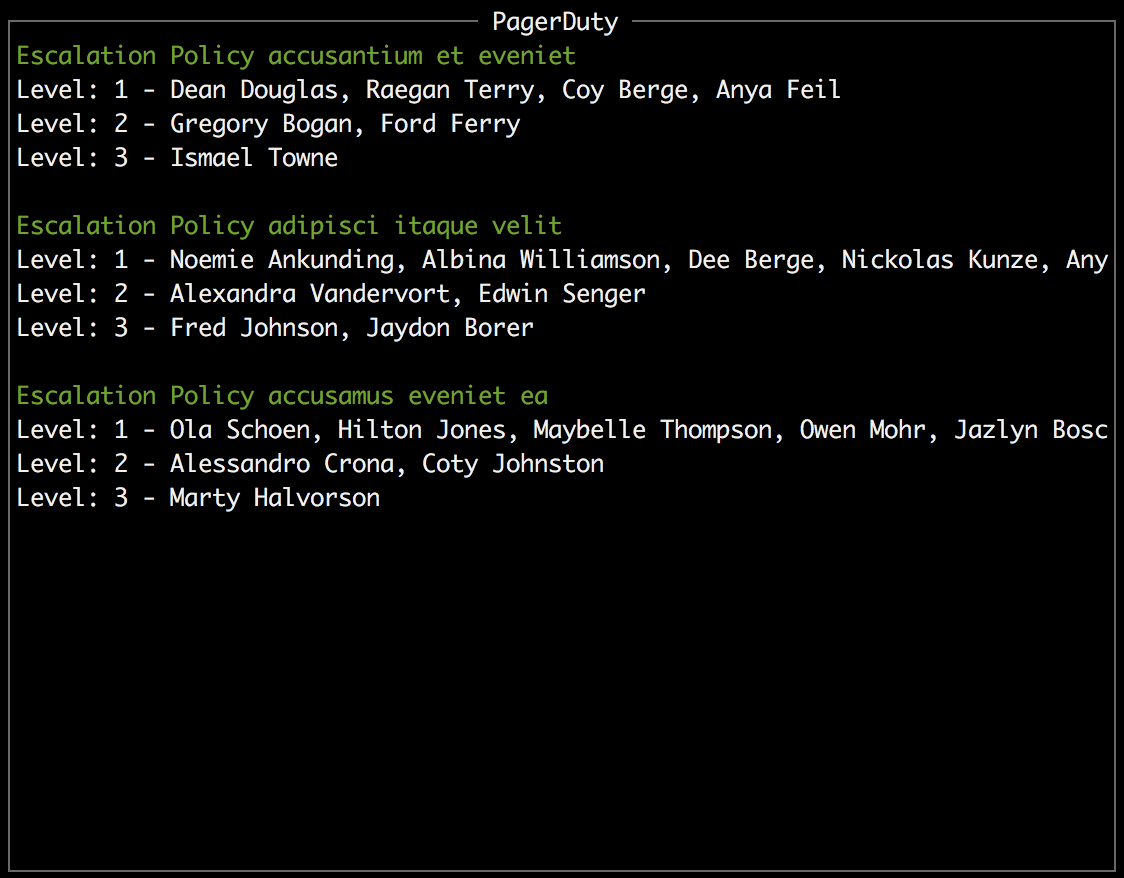 PagerDuty
Escalation Policy accusantium et eveniet
Level: 1 - Dean Douglas, Raegan Terry, Coy Berge, Anya Feil
Level: 2 - Gregory Bogan, Ford Ferry
Level: 3 - Ismael Towne
Escalation Policy adipisci itaque velit
Level: 1 - Noemie Ankunding, Albina Williamson, Dee Berge, Nickolas Kunze, Any
Level: 2 - Alexandra Vandervort, Edwin Senger
Level: 3 - Fred Johnson, Jaydon Borer
Escalation Policy accusamus eveniet ea
Level: 1 - Ola Schoen, Hilton Jones, Maybelle Thompson, Owen Mohr, Jazlyn Bosc
Level: 2 - Alessandro Crona, Coty Johnston
Level: 3 - Marty Halvorson